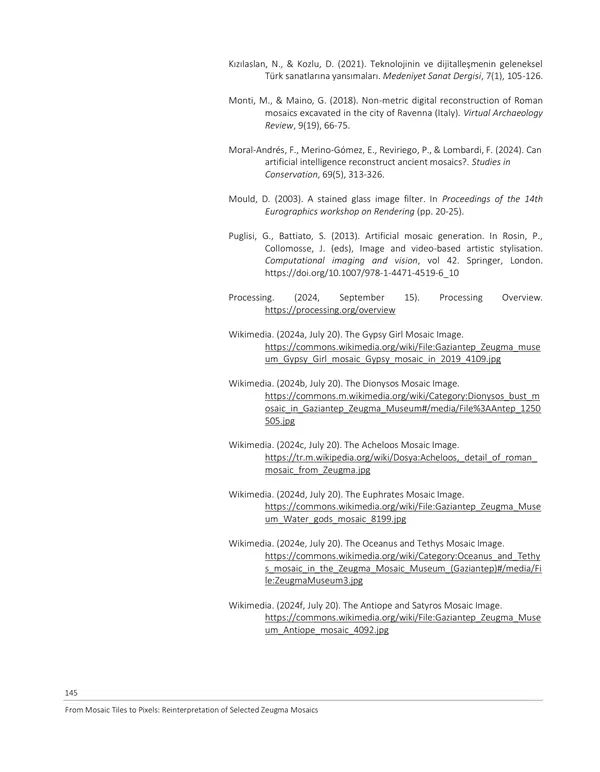 Kızılaslan, N., & Kozlu, D. (2021). Teknolojinin ve dijitalleşmenin geleneksel
Türk sanatlarına yansımaları. Medeniyet Sanat Dergisi, 7(1), 105-126.
Monti, M., & Maino, G. (2018). Non-metric digital reconstruction of Roman
mosaics excavated in the city of Ravenna (Italy). Virtual Archaeology
Review, 9(19), 66-75.
Moral-Andrés, F., Merino-Gómez, E., Reviriego, P., & Lombardi, F. (2024). Can
artificial intelligence reconstruct ancient mosaics?. Studies in
Conservation, 69(5), 313-326.
Mould, D. (2003). A stained glass image filter. In Proceedings of the 14th
Eurographics workshop on Rendering (pp. 20-25).
Puglisi, G., Battiato, S. (2013). Artificial mosaic generation. In Rosin, P.,
Collomosse, J. (eds), Image and video-based artistic stylisation.
Computational imaging and vision, vol 42. Springer, London.
https://doi.org/10.1007/978-1-4471-4519-6_10
Processing. (2024, September 15). Processing Overview.
https://processing.org/overview
Wikimedia. (2024a, July 20). The Gypsy Girl Mosaic Image.
https://commons.wikimedia.org/wiki/File:Gaziantep_Zeugma_muse
um_Gypsy_Girl_mosaic_Gypsy_mosaic_in_2019_4109.jpg
Wikimedia. (2024b, July 20). The Dionysos Mosaic Image.
https://commons.m.wikimedia.org/wiki/Category:Dionysos_bust_m
osaic_in_Gaziantep_Zeugma_Museum#/media/File%3AAntep_1250
505.jpg
Wikimedia. (2024c, July 20). The Acheloos Mosaic Image.
https://tr.m.wikipedia.org/wiki/Dosya:Acheloos,_detail_of_roman_
mosaic_from_Zeugma.jpg
Wikimedia. (2024d, July 20). The Euphrates Mosaic Image.
https://commons.wikimedia.org/wiki/File:Gaziantep_Zeugma_Muse
um_Water_gods_mosaic_8199.jpg
Wikimedia. (2024e, July 20). The Oceanus and Tethys Mosaic Image.
https://commons.wikimedia.org/wiki/Category:Oceanus_and_Tethy
s_mosaic_in_the_Zeugma_Mosaic_Museum_(Gaziantep)#/media/Fi
le:ZeugmaMuseum3.jpg
Wikimedia. (2024f, July 20). The Antiope and Satyros Mosaic Image.
https://commons.wikimedia.org/wiki/File:Gaziantep_Zeugma_Muse
um_Antiope_mosaic_4092.jpg
145
From Mosaic Tiles to Pixels: Reinterpretation of Selected Zeugma Mosaics